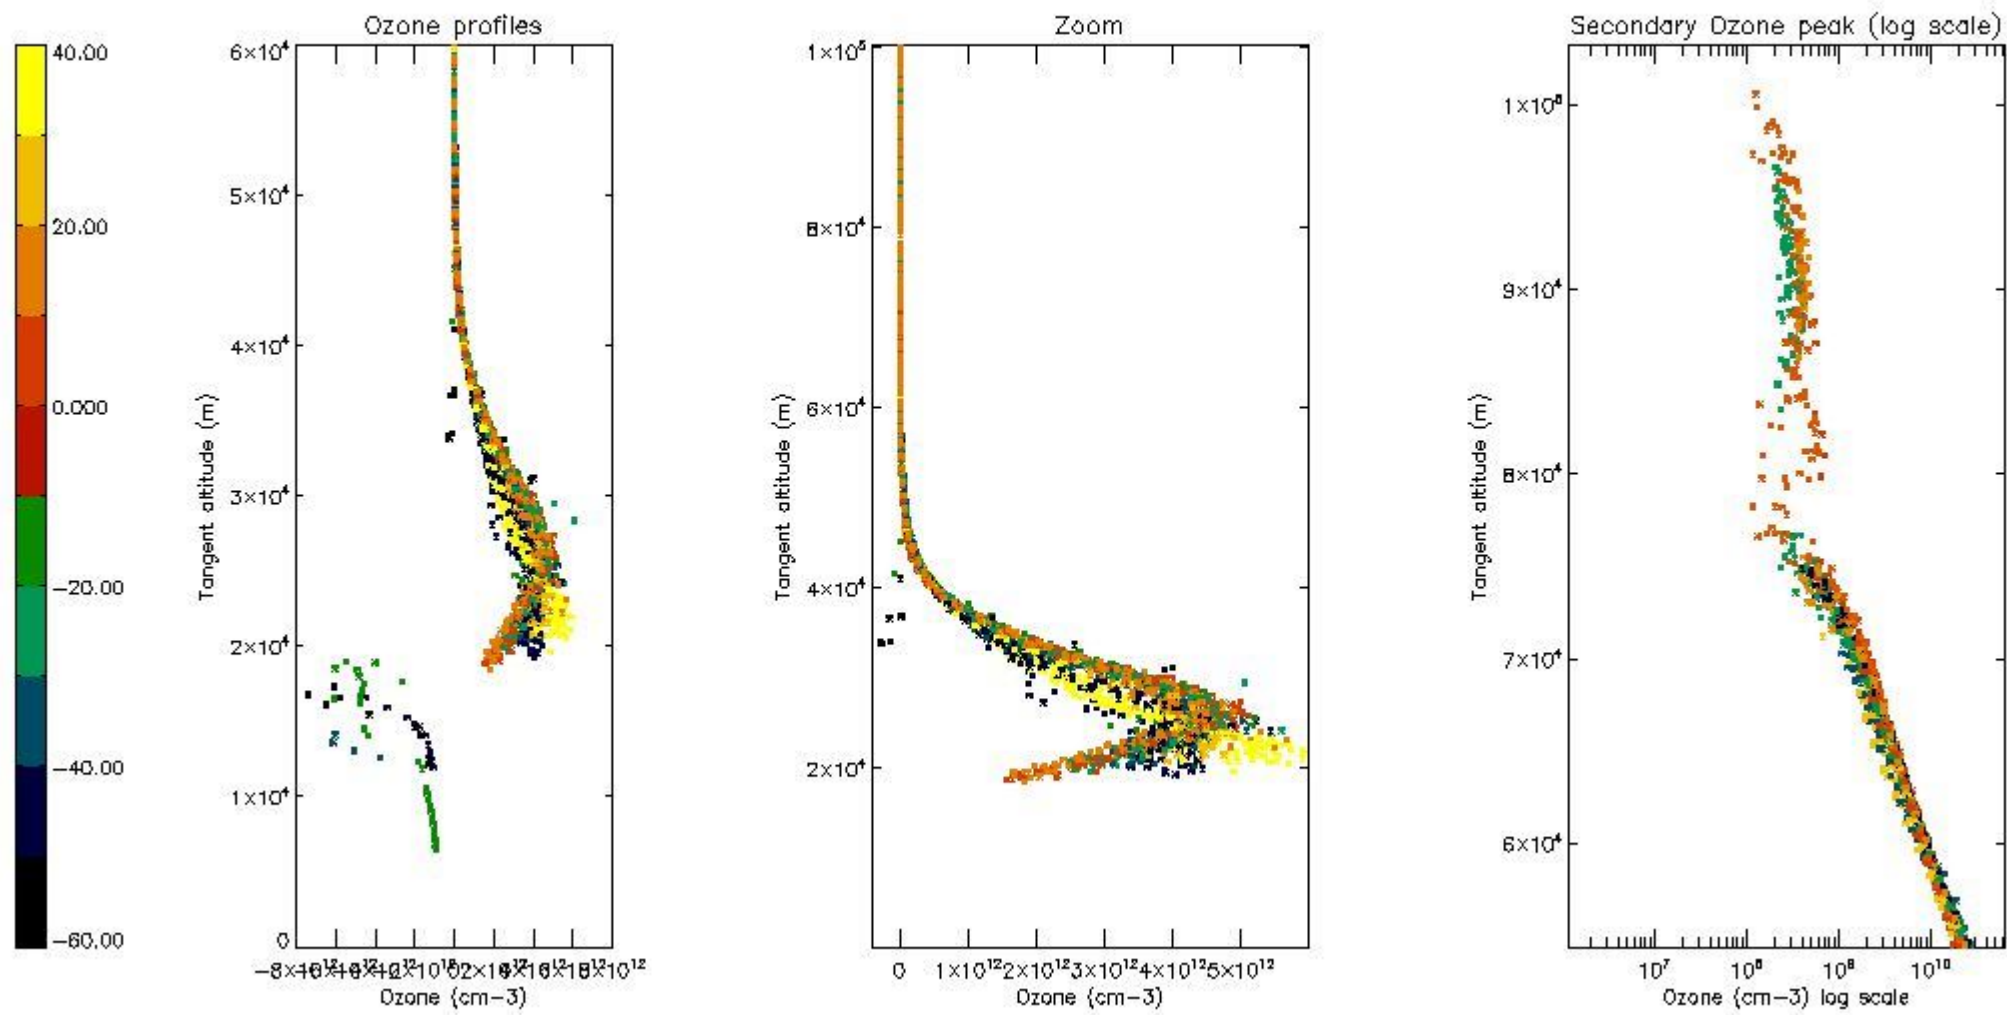 Ozone profiles
Zoom
Secondary Ozone peak (log scale)
40.00
20.00
0.000
−20.00
−40.00
−60.00
6×10⁴
5×10⁴
4×10⁴
3×10⁴
2×10⁴
1×10⁴
0
Tangent altitude (m)
Ozone (cm−3)
1×10⁵
8×10⁴
6×10⁴
4×10⁴
2×10⁴
Tangent altitude (m)
0 1×10¹² 2×10¹² 3×10¹² 4×10¹² 5×10¹²
Ozone (cm−3)
9×10⁴
8×10⁴
7×10⁴
6×10⁴
Tangent altitude (m)
10⁷ 10⁸ 10⁹ 10¹⁰
Ozone (cm−3) log scale